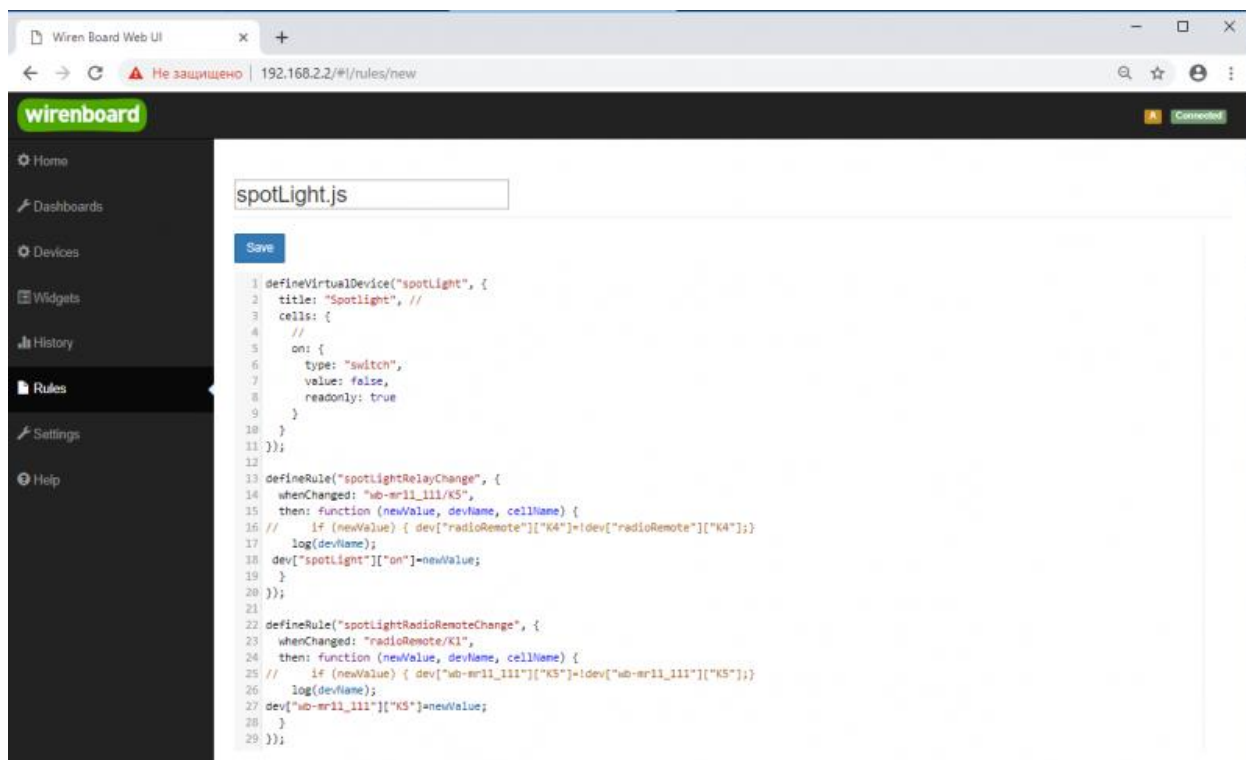 Wiren Board Web UI
Не защищено | 192.168.2.2/#!/rules/new
wirenboard
A Connected
Home
Dashboards
Devices
Widgets
History
Rules
Settings
Help
spotLight.js
Save
1 defineVirtualDevice("spotLight", {
2 title: "Spotlight", //
3 cells: {
4 //
5 on: {
6 type: "switch",
7 value: false,
8 readonly: true
9 }
10 }
11 });
12
13 defineRule("spotLightRelayChange", {
14 whenChanged: "wb-mr11_111/K5",
15 then: function (newValue, devName, cellName) {
16 // if (newValue) { dev["radioRemote"]["K4"]=!dev["radioRemote"]["K4"];}
17 log(devName);
18 dev["spotLight"]["on"]=newValue;
19 }
20 });
21
22 defineRule("spotLightRadioRemoteChange", {
23 whenChanged: "radioRemote/K1",
24 then: function (newValue, devName, cellName) {
25 // if (newValue) { dev["wb-mr11_111"]["K5"]=!dev["wb-mr11_111"]["K5"];}
26 log(devName);
27 dev["wb-mr11_111"]["K5"]=newValue;
28 }
29 });